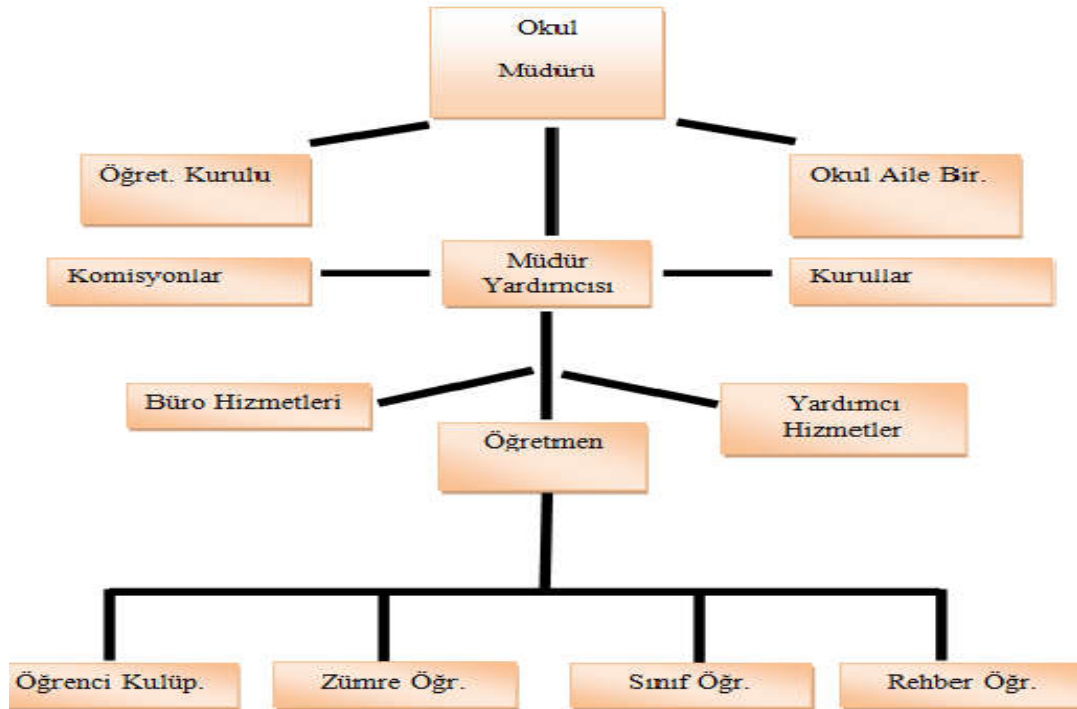 Okul
Müdürü
Öğret. Kurulu
Okul Aile Bir.
Komisyonlar
Müdür
Yardımcısı
Kurullar
Büro Hizmetleri
Yardımcı
Hizmetler
Öğretmen
Öğrenci Kulüp.
Zümre Öğr.
Sınıf Öğr.
Rehber Öğr.